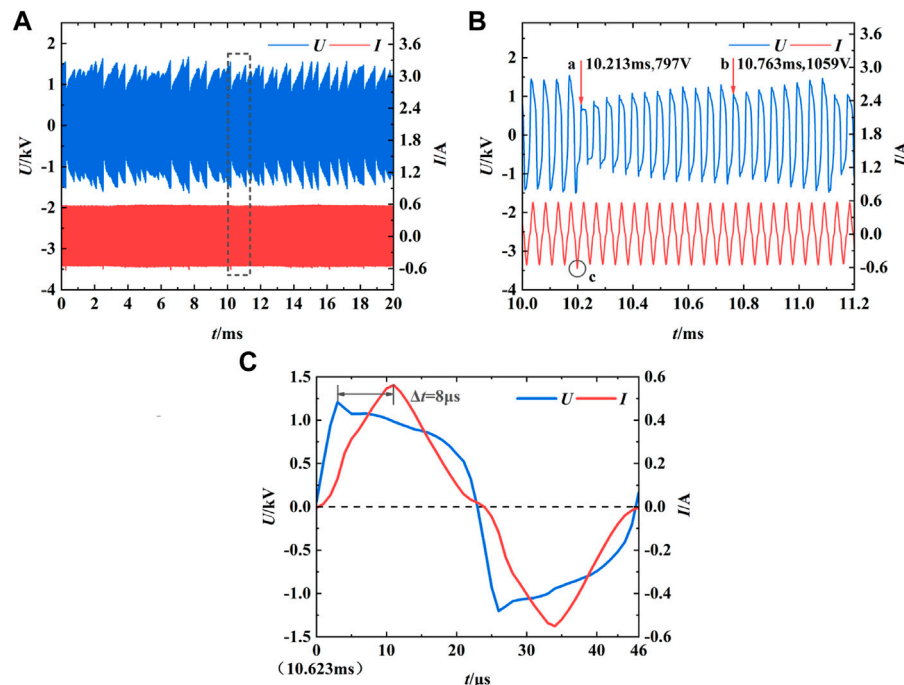 A
U I
2
1
0
-1
-2
-3
-4
U/kV
3.6
3.0
2.4
1.8
1.2
0.6
0.0
-0.6
I/A
0 2 4 6 8 10 12 14 16 18 20
t/ms
B
U I
a 10.213ms,797V
b 10.763ms,1059V
c
2
1
0
-1
-2
-3
-4
U/kV
3.6
3.0
2.4
1.8
1.2
0.6
0.0
-0.6
I/A
10.0 10.2 10.4 10.6 10.8 11.0 11.2
t/ms
C
Δt=8μs
U I
1.5
1.0
0.5
0.0
-0.5
-1.0
-1.5
U/kV
0.6
0.4
0.2
0.0
-0.2
-0.4
-0.6
I/A
0 10 20 30 40 46
（10.623ms）
t/μs